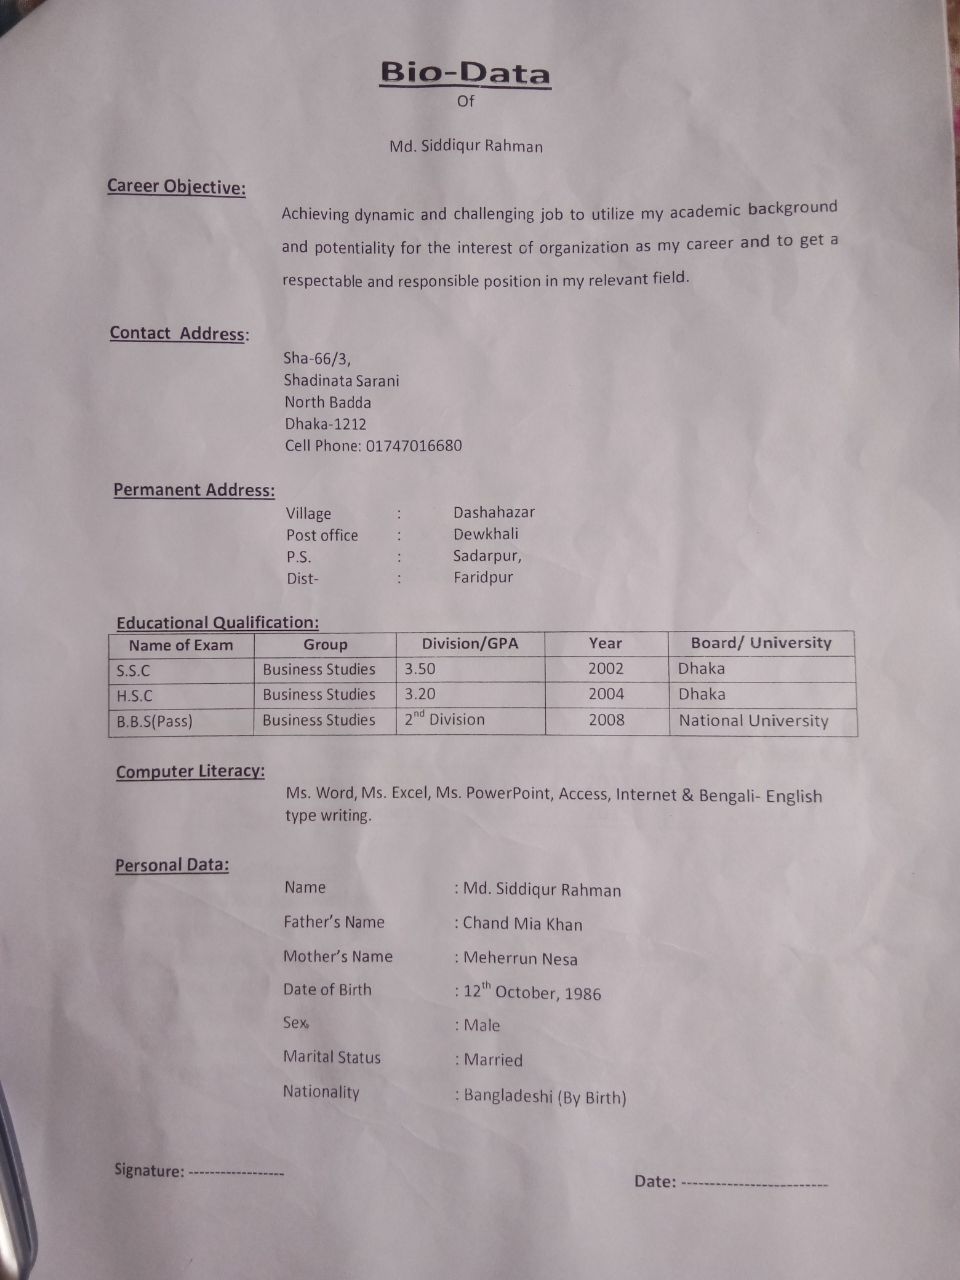 Bio-Data
Of
Md. Siddiqur Rahman
Career Objective:
Achieving dynamic and challenging job to utilize my academic background
and potentiality for the interest of organization as my career and to get a
respectable and responsible position in my relevant field.
Contact Address:
Sha-66/3,
Shadinata Sarani
North Badda
Dhaka-1212
Cell Phone: 01747016680
Permanent Address:
Village : Dashahazar
Post office : Dewkhali
P.S. : Sadarpur,
Dist- : Faridpur
Educational Qualification:
Name of Exam Group Division/GPA Year Board/ University
S.S.C Business Studies 3.50 2002 Dhaka
H.S.C Business Studies 3.20 2004 Dhaka
B.B.S(Pass) Business Studies 2nd Division 2008 National University
Computer Literacy:
Ms. Word, Ms. Excel, Ms. PowerPoint, Access, Internet & Bengali- English
type writing.
Personal Data:
Name : Md. Siddiqur Rahman
Father's Name : Chand Mia Khan
Mother's Name : Meherrun Nesa
Date of Birth : 12th October, 1986
Sex : Male
Marital Status : Married
Nationality : Bangladeshi (By Birth)
Signature: ------------------
Date: --------------------------